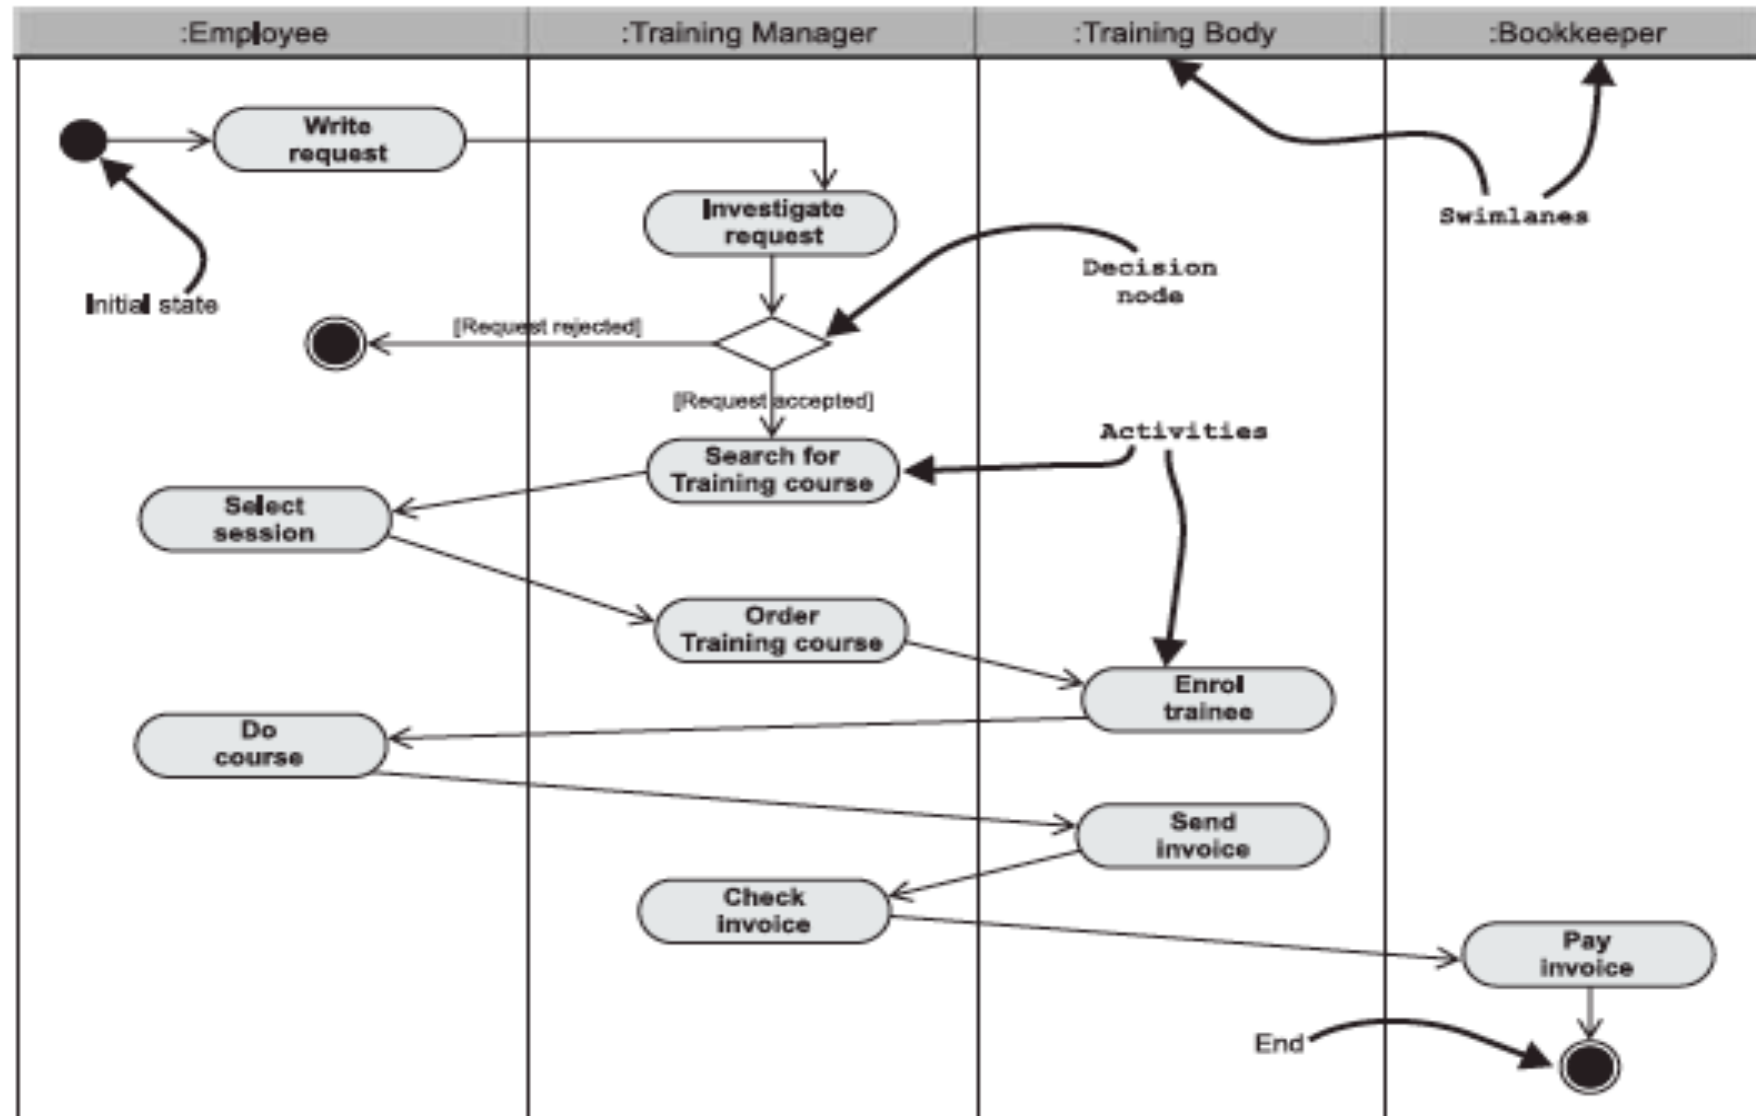 :Employee
:Training Manager
:Training Body
:Bookkeeper
Write
request
Investigate
request
Swimlanes
Decision
node
Initial state
[Request rejected]
[Request accepted]
Activities
Search for
Training course
Select
session
Order
Training course
Enrol
trainee
Do
course
Send
invoice
Check
invoice
Pay
invoice
End